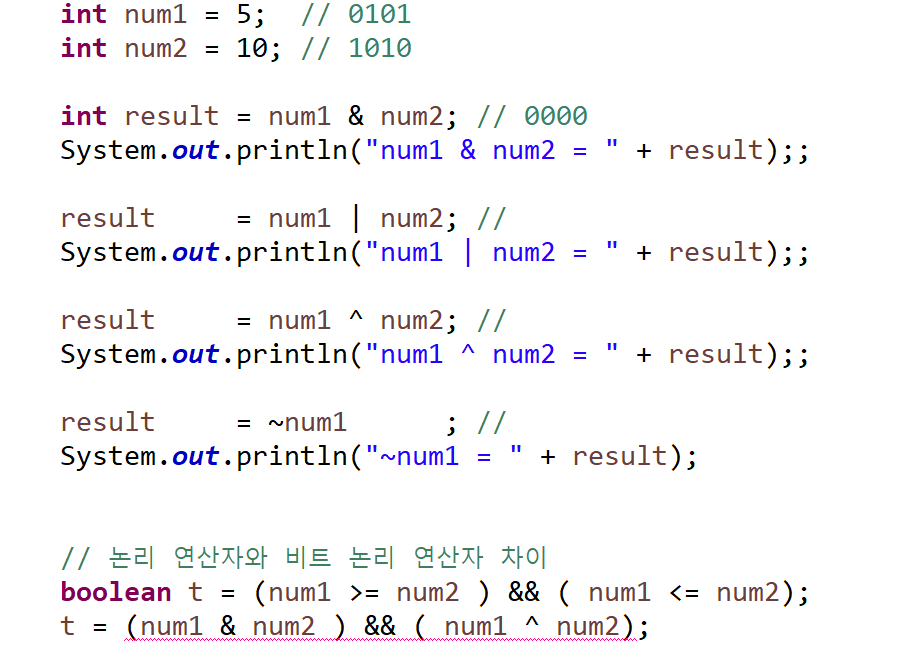 int num1 = 5;  // 0101
int num2 = 10; // 1010
int result = num1 & num2; // 0000
System.out.println("num1 & num2 = " + result);;
result     = num1 | num2; //
System.out.println("num1 | num2 = " + result);;
result     = num1 ^ num2; //
System.out.println("num1 ^ num2 = " + result);;
result     = ~num1      ; //
System.out.println("~num1 = " + result);
// 논리 연산자와 비트 논리 연산자 차이
boolean t = (num1 >= num2 ) && ( num1 <= num2);
t = (num1 & num2 ) && ( num1 ^ num2);